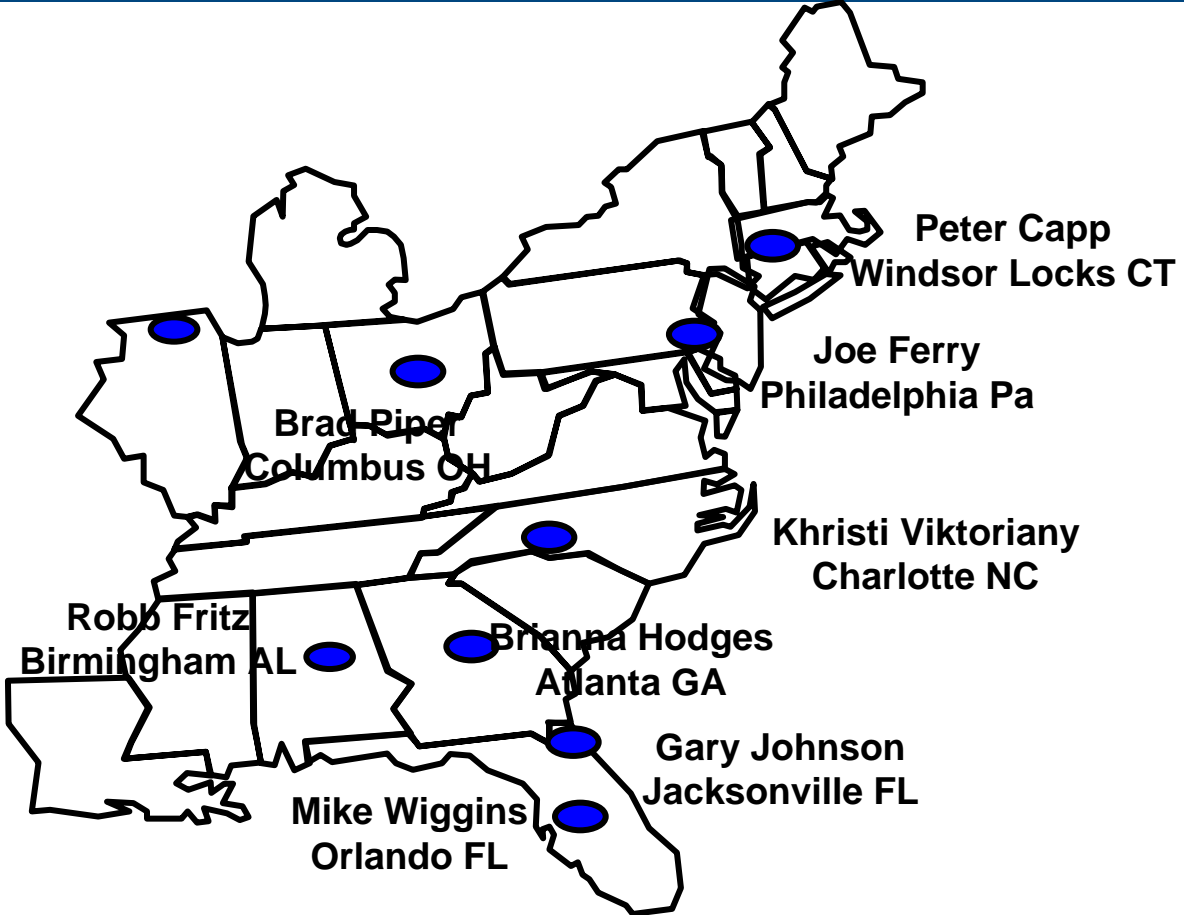 Peter Capp
Windsor Locks CT
Joe Ferry
Philadelphia Pa
Brad Piper
Columbus OH
Khristi Viktoriany
Charlotte NC
Robb Fritz
Birmingham AL
Brianna Hodges
Atlanta GA
Gary Johnson
Jacksonville FL
Mike Wiggins
Orlando FL